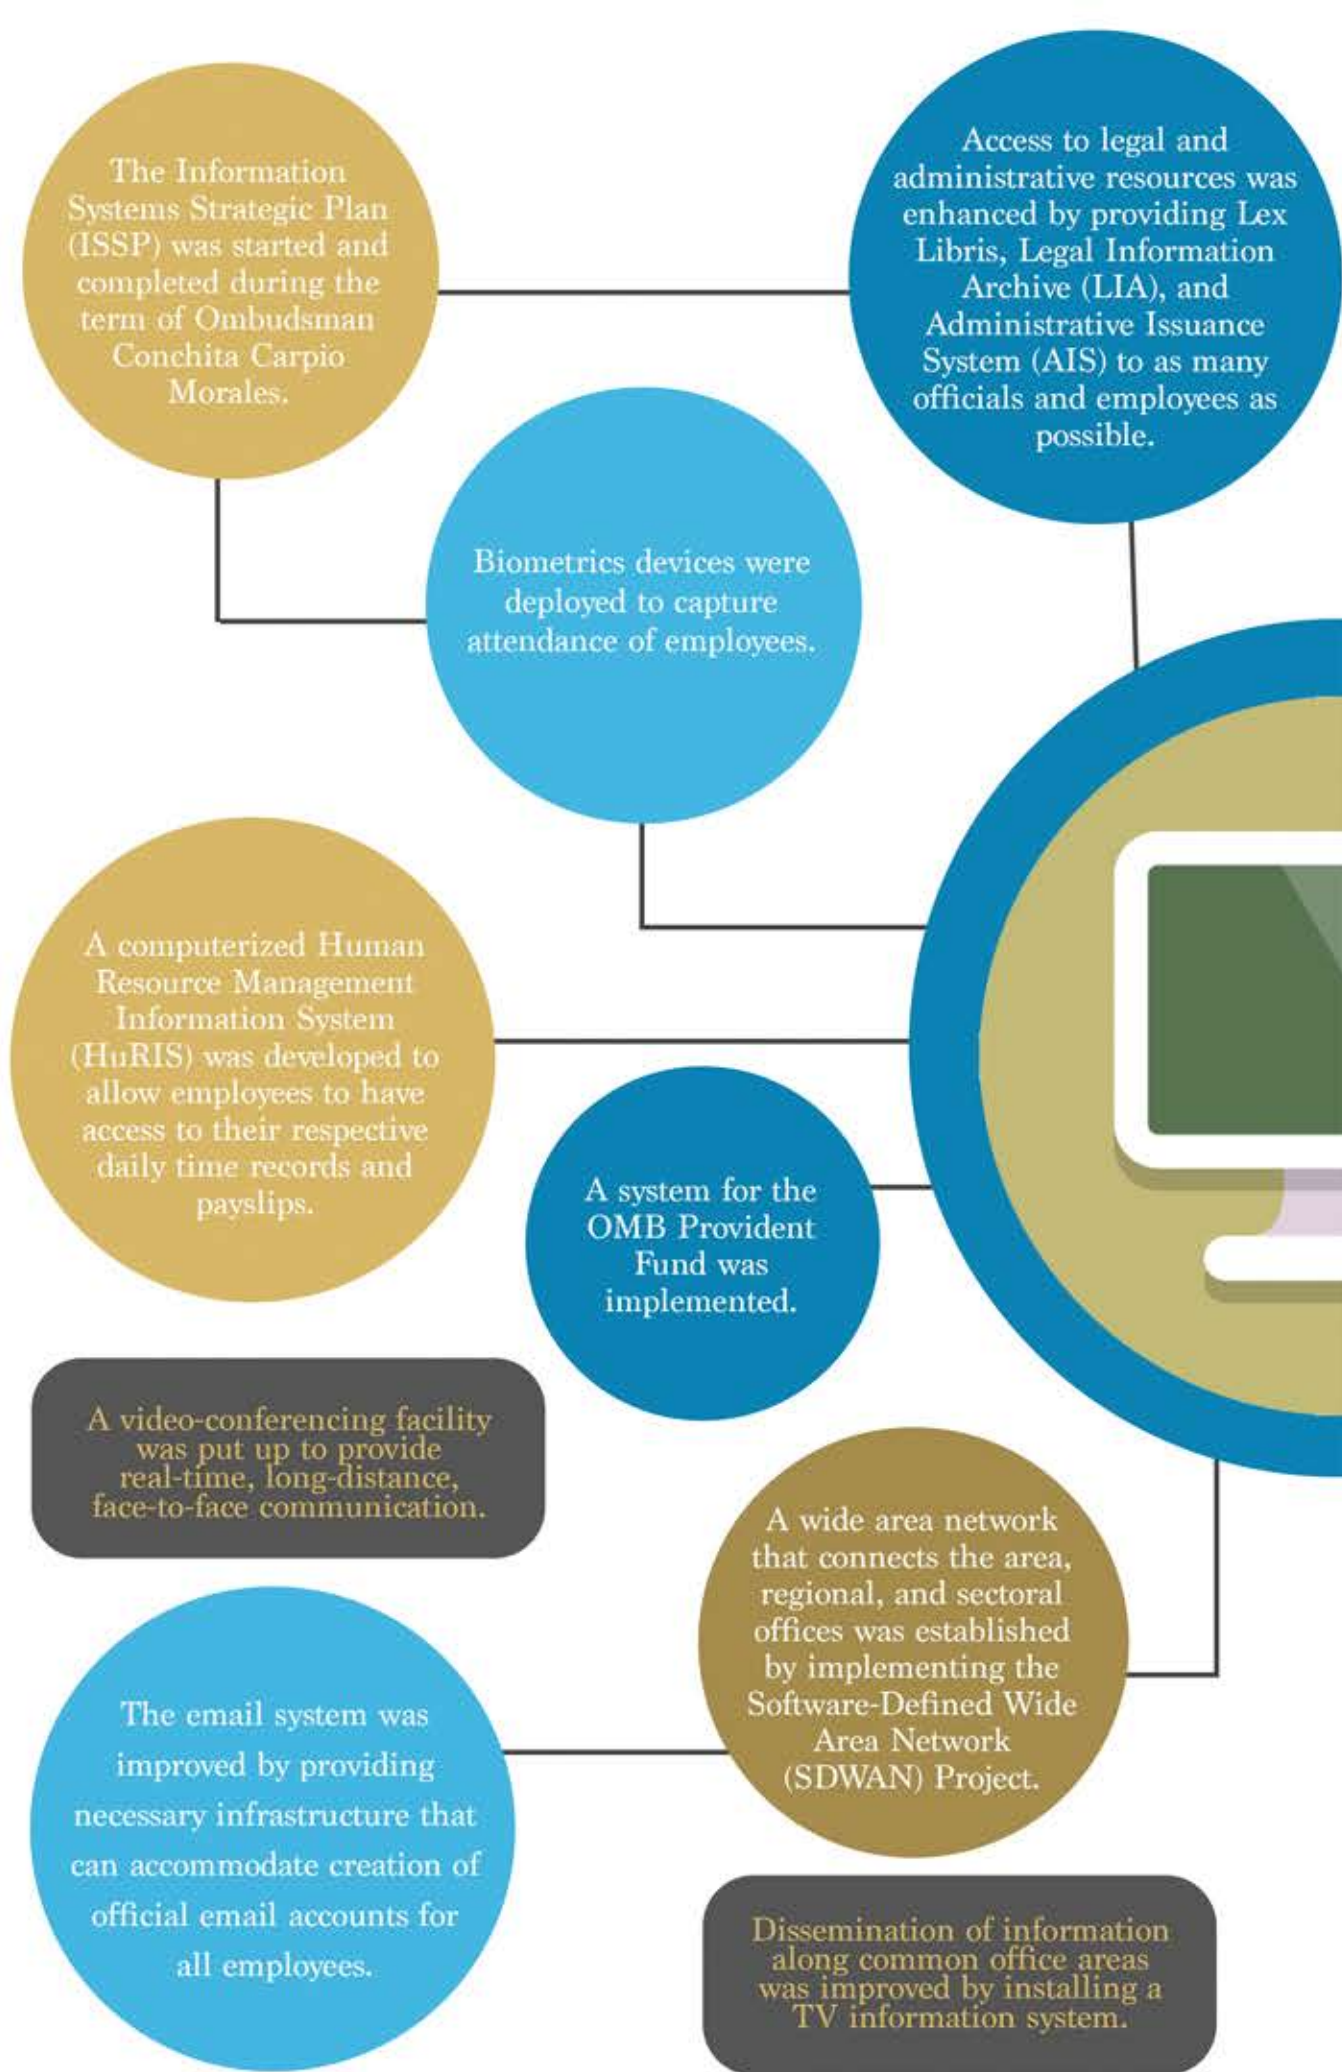 The Information
Systems Strategic Plan
(ISSP) was started and
completed during the
term of Ombudsman
Conchita Carpio
Morales.
Access to legal and
administrative resources was
enhanced by providing Lex
Libris, Legal Information
Archive (LIA), and
Administrative Issuance
System (AIS) to as many
officials and employees as
possible.
Biometrics devices were
deployed to capture
attendance of employees.
A computerized Human
Resource Management
Information System
(HuRIS) was developed to
allow employees to have
access to their respective
daily time records and
payslips.
A system for the
OMB Provident
Fund was
implemented.
A video-conferencing facility
was put up to provide
real-time, long-distance,
face-to-face communication.
A wide area network
that connects the area,
regional, and sectoral
offices was established
by implementing the
Software-Defined Wide
Area Network
(SDWAN) Project.
The email system was
improved by providing
necessary infrastructure that
can accommodate creation of
official email accounts for
all employees.
Dissemination of information
along common office areas
was improved by installing a
TV information system.